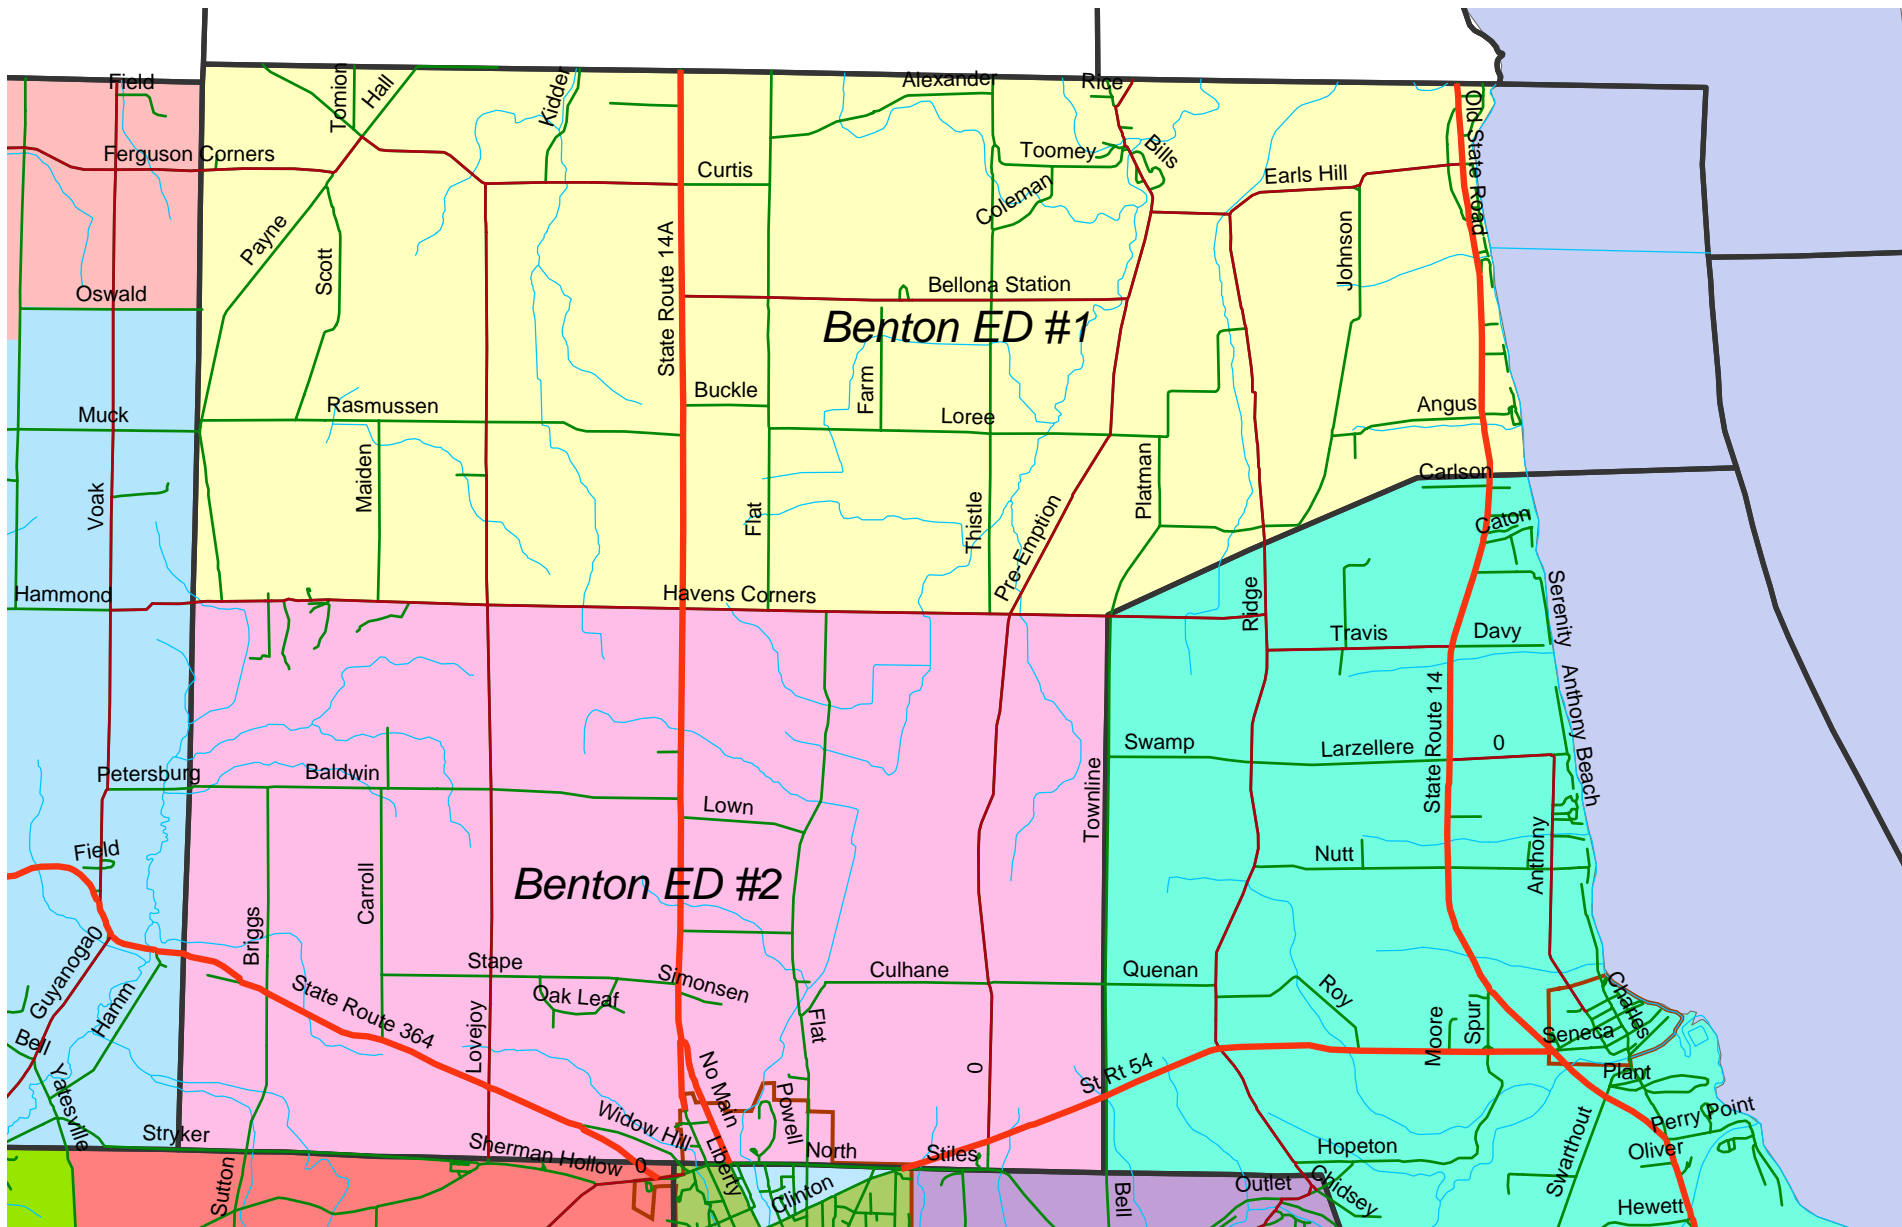 Field
Tomion
Hall
Kidder
Alexander
Rice
Old State Road
Ferguson Corners
Curtis
Toomey
Bills
Earls Hill
Coleman
Payne
Scott
State Route 14A
Johnson
Oswald
Bellona Station
Benton ED #1
Muck
Rasmussen
Buckle
Farm
Loree
Angus
Voak
Maiden
Flat
Thistle
Pre-Emption
Platman
Carlson
Caton
Hammond
Havens Corners
Ridge
Serenity
Travis
Davy
Anthony Beach
State Route 14
Swamp
Larzellere
0
Petersburg
Baldwin
Lown
Townline
Field
Nutt
Anthony
Carroll
Benton ED #2
Briggs
Guyanoga
0
Hamm
Stape
Simonsen
Culhane
Quenan
Oak Leaf
State Route 364
Roy
Charles
Bell
Lovejoy
Flat
Moore
Spur
Seneca
Yatesville
No Main
Powell
0
St Rt 54
Plant
Perry Point
Stryker
Widow Hill
Liberty
North
Stiles
Hopeton
Swarthout
Oliver
Sherman Hollow
0
Sutton
Clinton
Bell
Outlet
Chidsey
Hewett